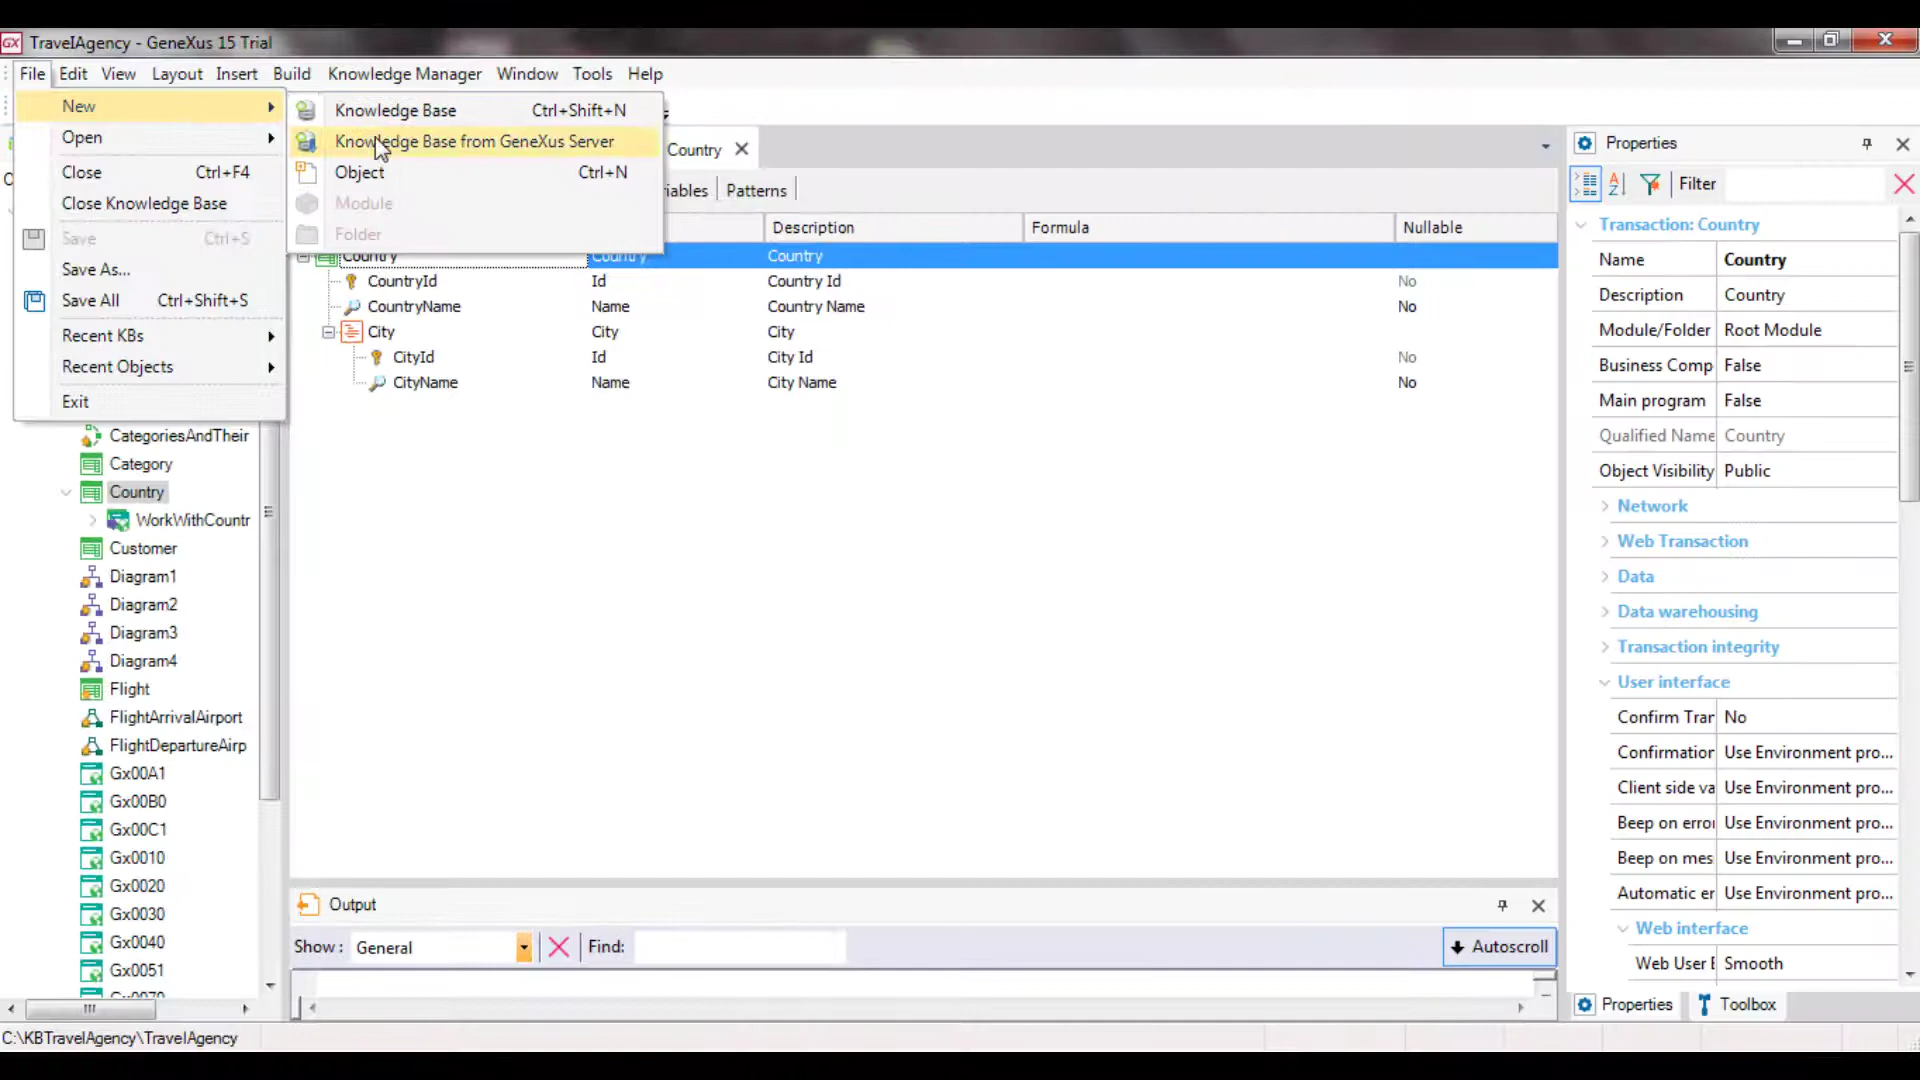 TravelAgency - GeneXus 15 Trial
File Edit View Layout Insert Build Knowledge Manager Window Tools Help
New
Open
Close Ctrl+F4
Close Knowledge Base
Save Ctrl+S
Save As...
Save All Ctrl+Shift+S
Recent KBs
Recent Objects
Exit
Knowledge Base Ctrl+Shift+N
Knowledge Base from GeneXus Server
Object Ctrl+N
Module
Folder
Country
Patterns
Description Formula Nullable
Country Country Country
CountryId Id Country Id No
CountryName Name Country Name No
City City City
CityId Id City Id No
CityName Name City Name No
CategoriesAndTheir
Category
Country
WorkWithCountr
Customer
Diagram1
Diagram2
Diagram3
Diagram4
Flight
FlightArrivalAirport
FlightDepartureAirp
Gx00A1
Gx00B0
Gx00C1
Gx0010
Gx0020
Gx0030
Gx0040
Gx0051
Output
Show: General Find: Autoscroll
Properties
Filter
Transaction: Country
Name Country
Description Country
Module/Folder Root Module
Business Comp False
Main program False
Qualified Name Country
Object Visibility Public
Network
Web Transaction
Data
Data warehousing
Transaction integrity
User interface
Confirm Trar No
Confirmation Use Environment pro...
Client side va Use Environment pro...
Beep on error Use Environment pro...
Beep on mes Use Environment pro...
Automatic er Use Environment pro...
Web interface
Web User E Smooth
Properties Toolbox
C:\KBTravelAgency\TravelAgency